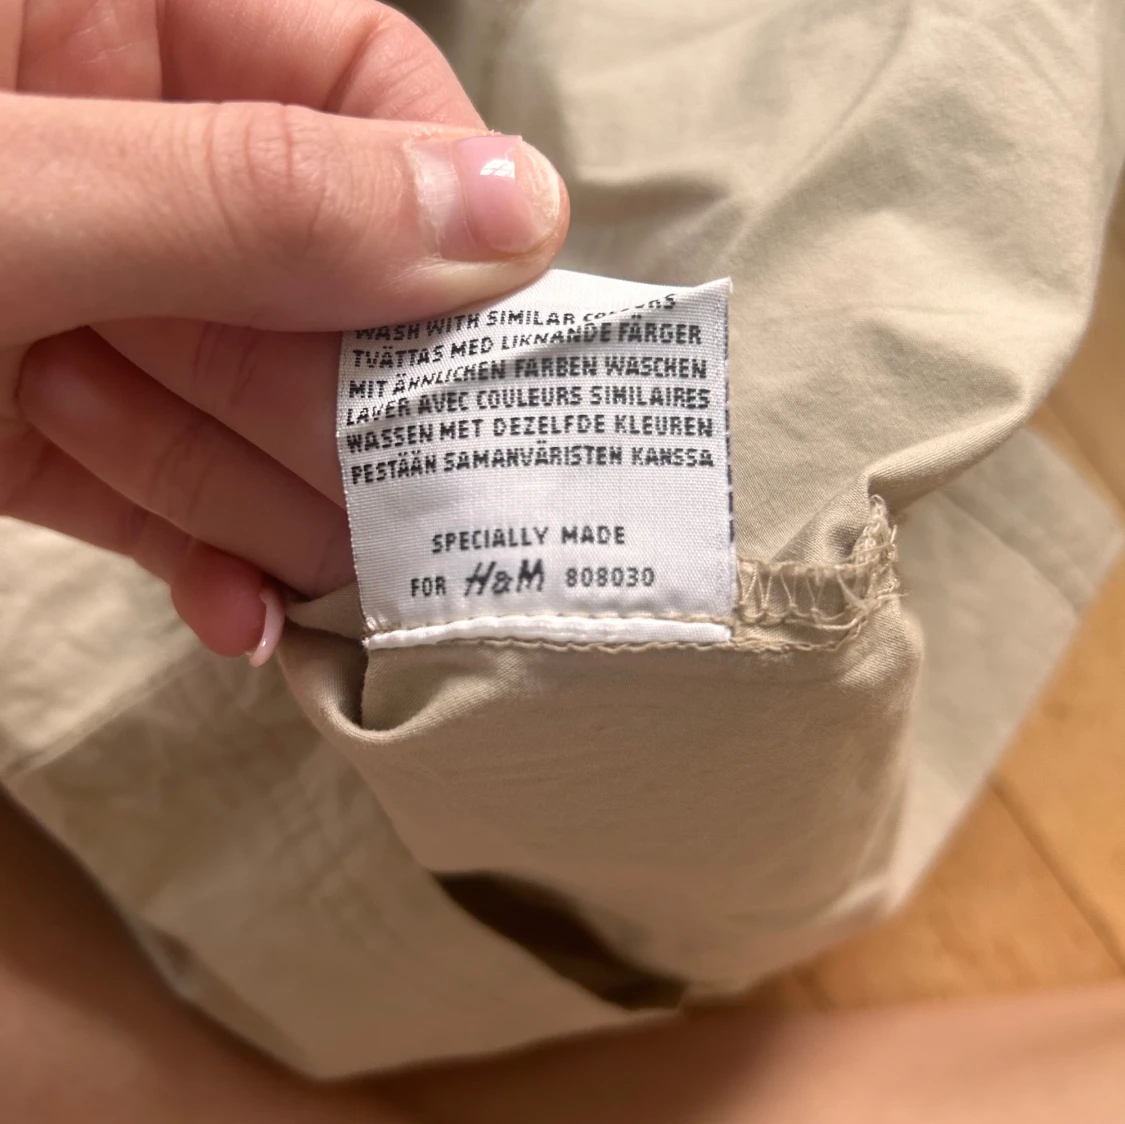 WASH WITH SIMILAR COLOURS
TVÄTTAS MED LIKNANDE FÄRGER
MIT ÄHNLICHEN FARBEN WASCHEN
LAVER AVEC COULEURS SIMILAIRES
WASSEN MET DEZELFDE KLEUREN
PESTÄÄN SAMANVÄRISTEN KANSSA
SPECIALLY MADE
FOR H&M 808030